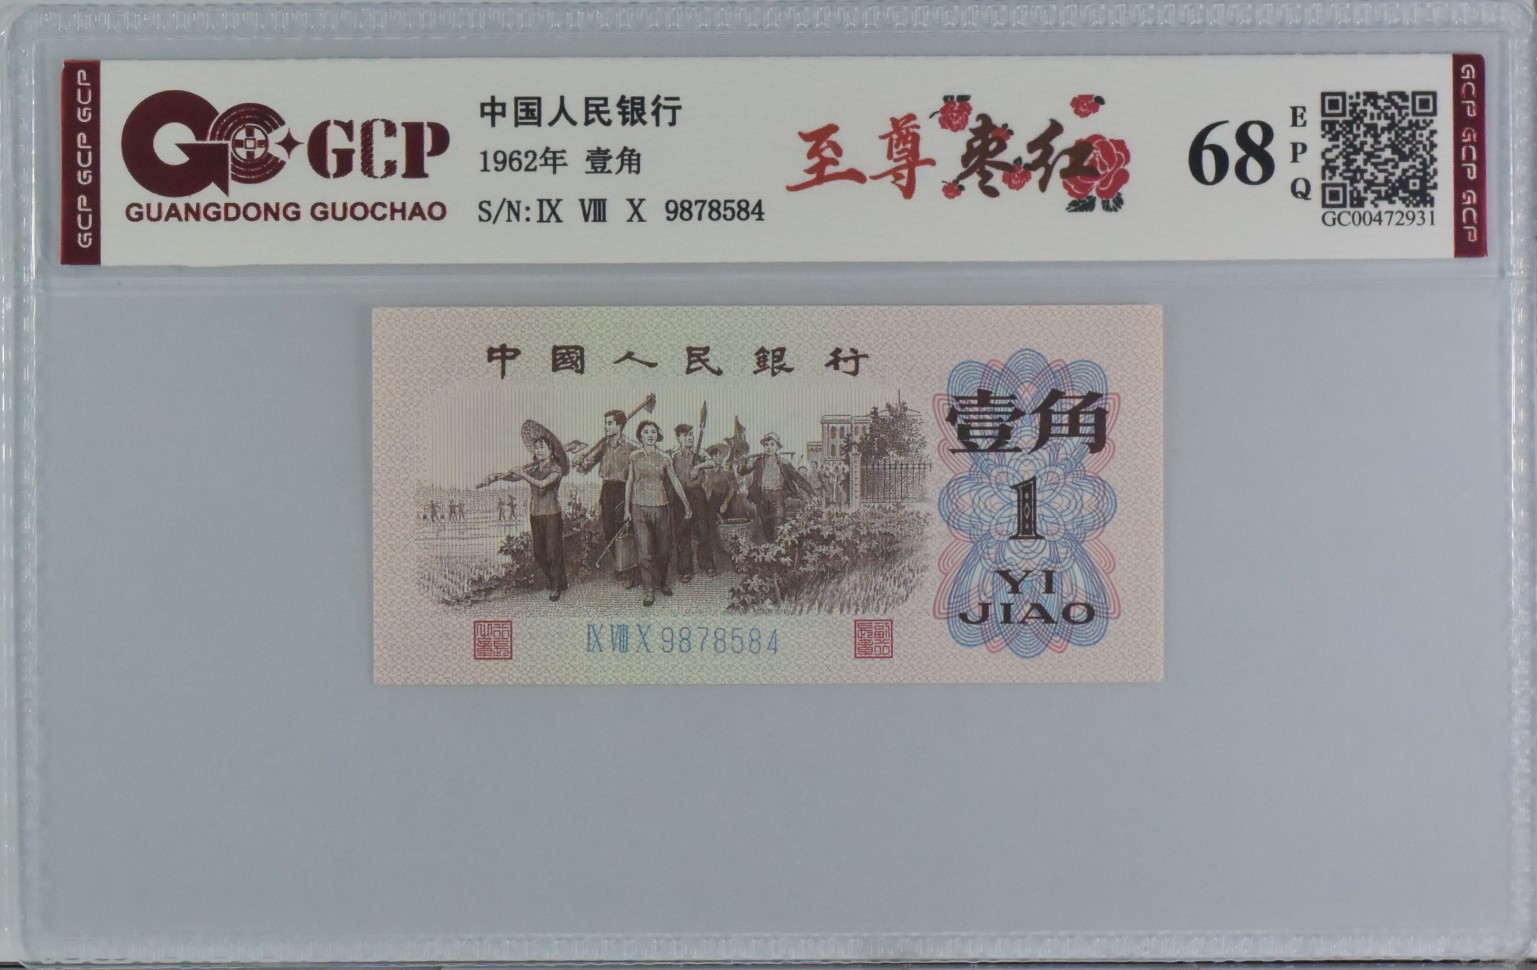 GCP GCP GCP
GCP
GUANGDONG GUOCHAO
中国人民银行
1962年 壹角
S/N: Ⅸ Ⅷ Ⅹ 9878584
至尊枣红
68
EPQ
GC00472931
GCP GCP GCP
中國人民銀行
壹角
1
YI
JIAO
Ⅸ Ⅷ Ⅹ 9878584